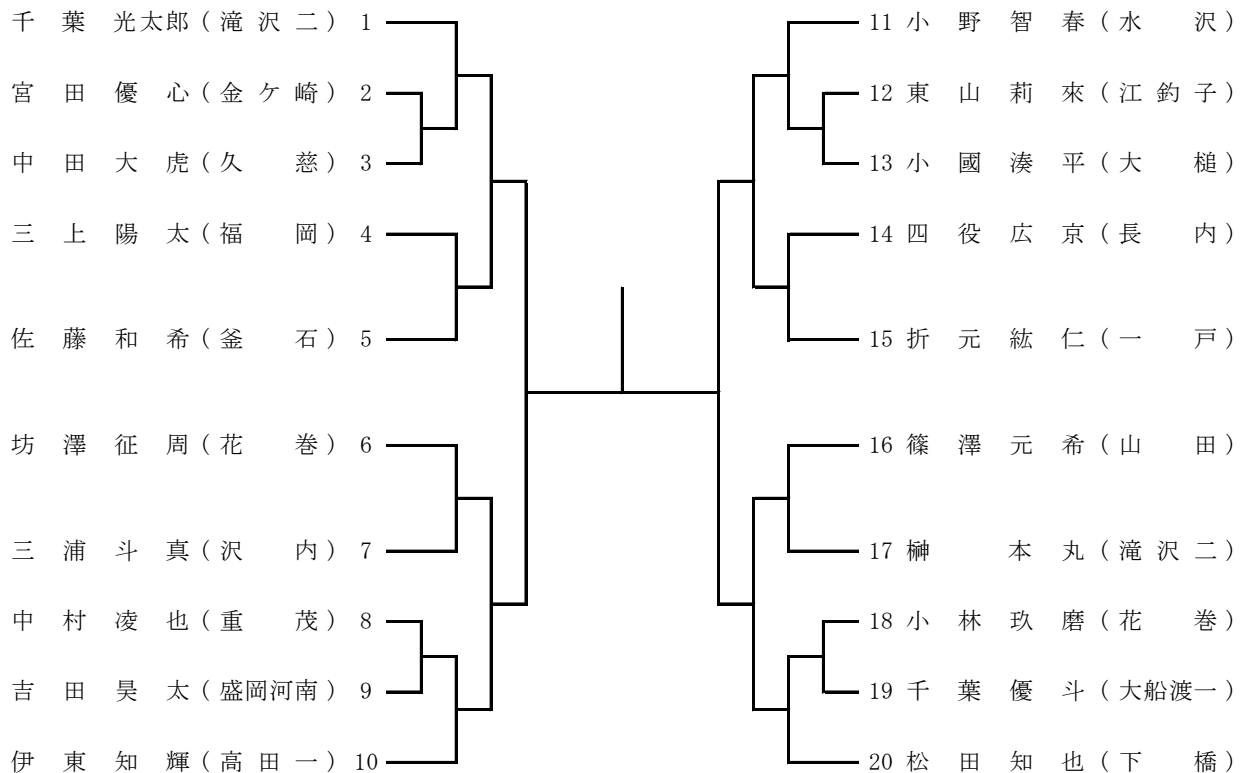 千葉光太郎(滝沢二) 1
宮田優心(金ケ崎) 2
中田大虎(久慈) 3
三上陽太(福岡) 4
佐藤和希(釜石) 5
坊澤征周(花巻) 6
三浦斗真(沢内) 7
中村凌也(重茂) 8
吉田昊太(盛岡河南) 9
伊東知輝(高田一) 10
11 小野智春(水沢)
12 東山莉來(江釣子)
13 小國湊平(大槌)
14 四役広京(長内)
15 折元紘仁(一戸)
16 篠澤元希(山田)
17 榊本丸(滝沢二)
18 小林玖磨(花巻)
19 千葉優斗(大船渡一)
20 松田知也(下橋)